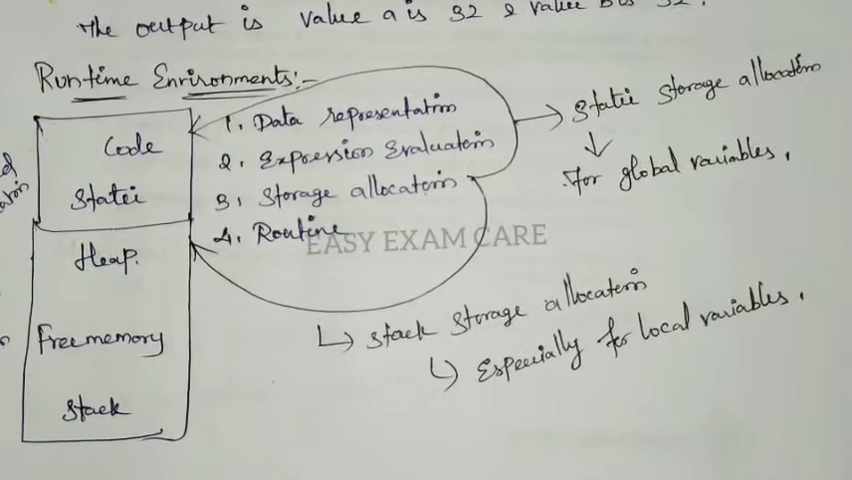 The output is value a is 32 & value b is 32.
Runtime Environments:-
Code
Static
Heap.
Freememory
Stack
1. Data representation
2. Expression Evaluation
3. Storage allocation
4. Routine
Static Storage allocation
For global variables,
EASY EXAM CARE
Stack Storage allocation
Especially for local variables.